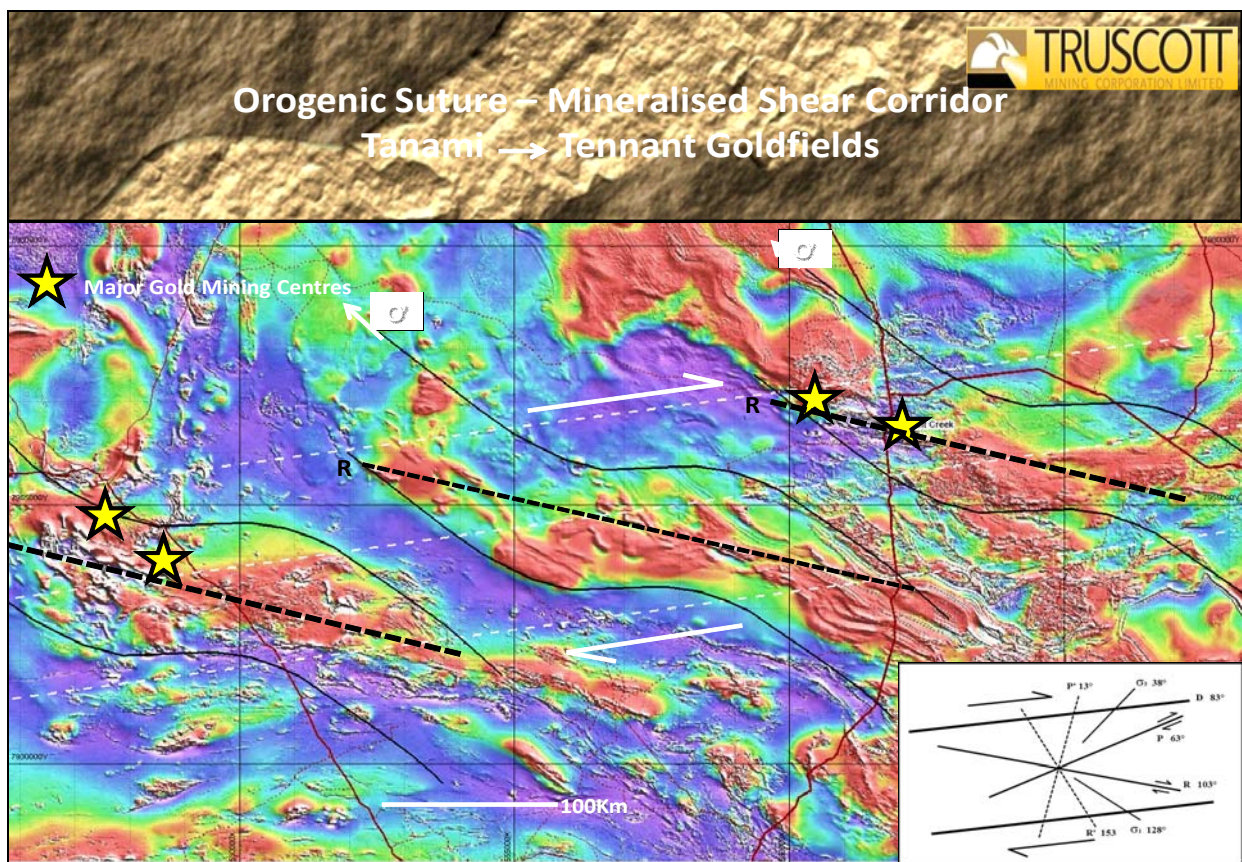 TRUSCOTT
MINING CORPORATION LIMITED
Orogenic Suture – Mineralised Shear Corridor
Tanami → Tennant Goldfields
Major Gold Mining Centres
R
R
Creek
100Km
P' 13°
σ₃ 38°
D 83°
P 63°
R 103°
R' 153
σ₁ 128°